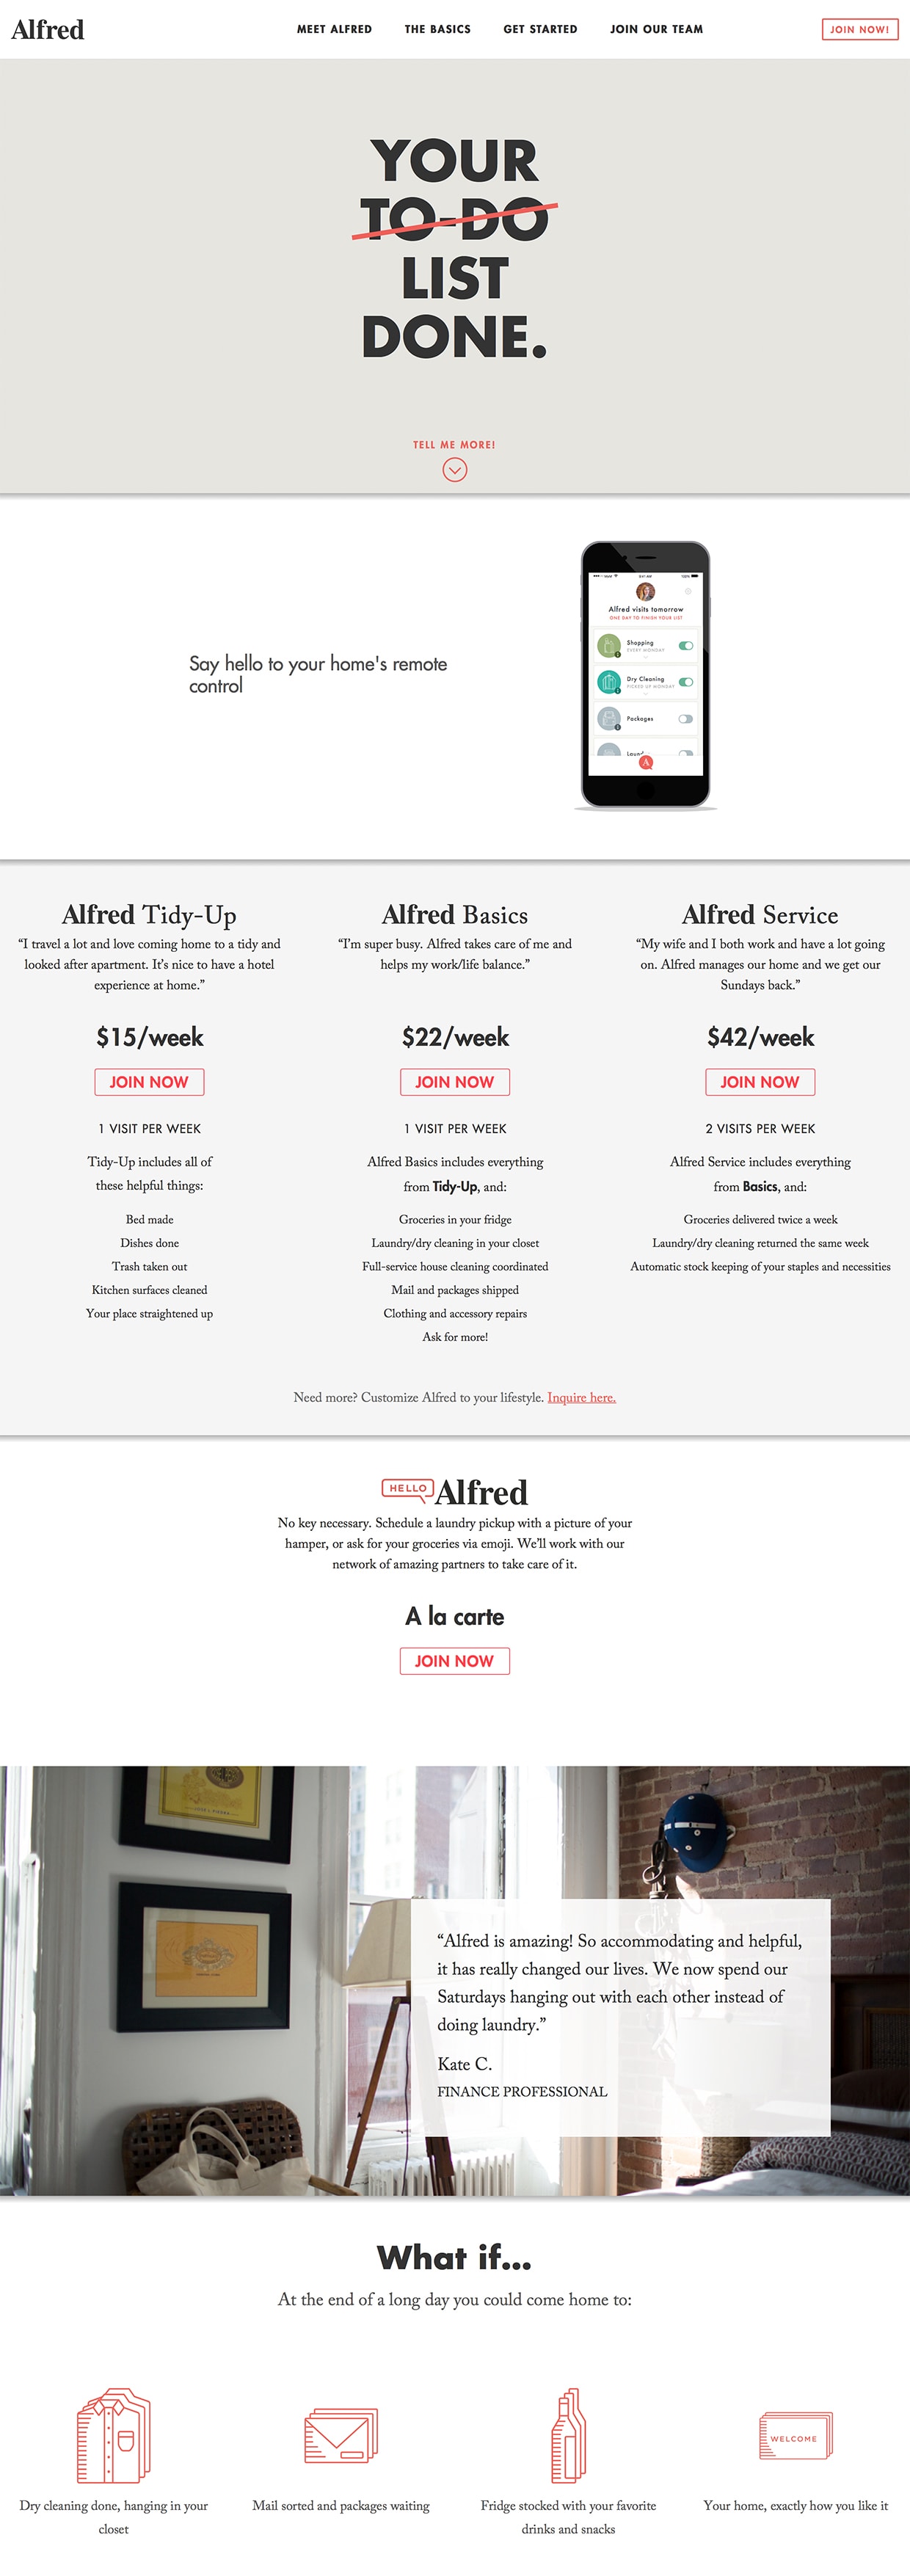 Alfred
MEET ALFRED
THE BASICS
GET STARTED
JOIN OUR TEAM
JOIN NOW!
YOUR
TO-DO
LIST
DONE.
TELL ME MORE!
Say hello to your home's remote
control
9:41 AM
100%
Alfred visits tomorrow
ONE DAY TO FINISH YOUR LIST
Shopping
EVERY MONDAY
Dry Cleaning
PICKED UP MONDAY
Packages
A
Alfred Tidy-Up
“I travel a lot and love coming home to a tidy and
looked after apartment. It’s nice to have a hotel
experience at home.”
$15/week
JOIN NOW
1 VISIT PER WEEK
Tidy-Up includes all of
these helpful things:
Bed made
Dishes done
Trash taken out
Kitchen surfaces cleaned
Your place straightened up
Alfred Basics
“I’m super busy. Alfred takes care of me and
helps my work/life balance.”
$22/week
JOIN NOW
1 VISIT PER WEEK
Alfred Basics includes everything
from Tidy-Up, and:
Groceries in your fridge
Laundry/dry cleaning in your closet
Full-service house cleaning coordinated
Mail and packages shipped
Clothing and accessory repairs
Ask for more!
Alfred Service
“My wife and I both work and have a lot going
on. Alfred manages our home and we get our
Sundays back.”
$42/week
JOIN NOW
2 VISITS PER WEEK
Alfred Service includes everything
from Basics, and:
Groceries delivered twice a week
Laundry/dry cleaning returned the same week
Automatic stock keeping of your staples and necessities
Need more? Customize Alfred to your lifestyle. Inquire here.
HELLO Alfred
No key necessary. Schedule a laundry pickup with a picture of your
hamper, or ask for your groceries via emoji. We’ll work with our
network of amazing partners to take care of it.
A la carte
JOIN NOW
“Alfred is amazing! So accommodating and helpful,
it has really changed our lives. We now spend our
Saturdays hanging out with each other instead of
doing laundry.”
Kate C.
FINANCE PROFESSIONAL
What if...
At the end of a long day you could come home to:
Dry cleaning done, hanging in your
closet
Mail sorted and packages waiting
Fridge stocked with your favorite
drinks and snacks
WELCOME
Your home, exactly how you like it